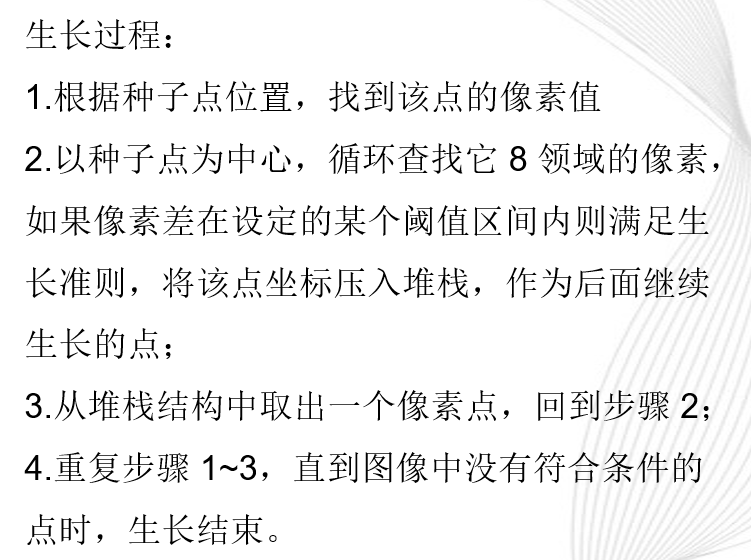 生长过程：
1.根据种子点位置，找到该点的像素值
2.以种子点为中心，循环查找它 8 领域的像素，
如果像素差在设定的某个阈值区间内则满足生
长准则，将该点坐标压入堆栈，作为后面继续
生长的点；
3.从堆栈结构中取出一个像素点，回到步骤 2；
4.重复步骤 1~3，直到图像中没有符合条件的
点时，生长结束。